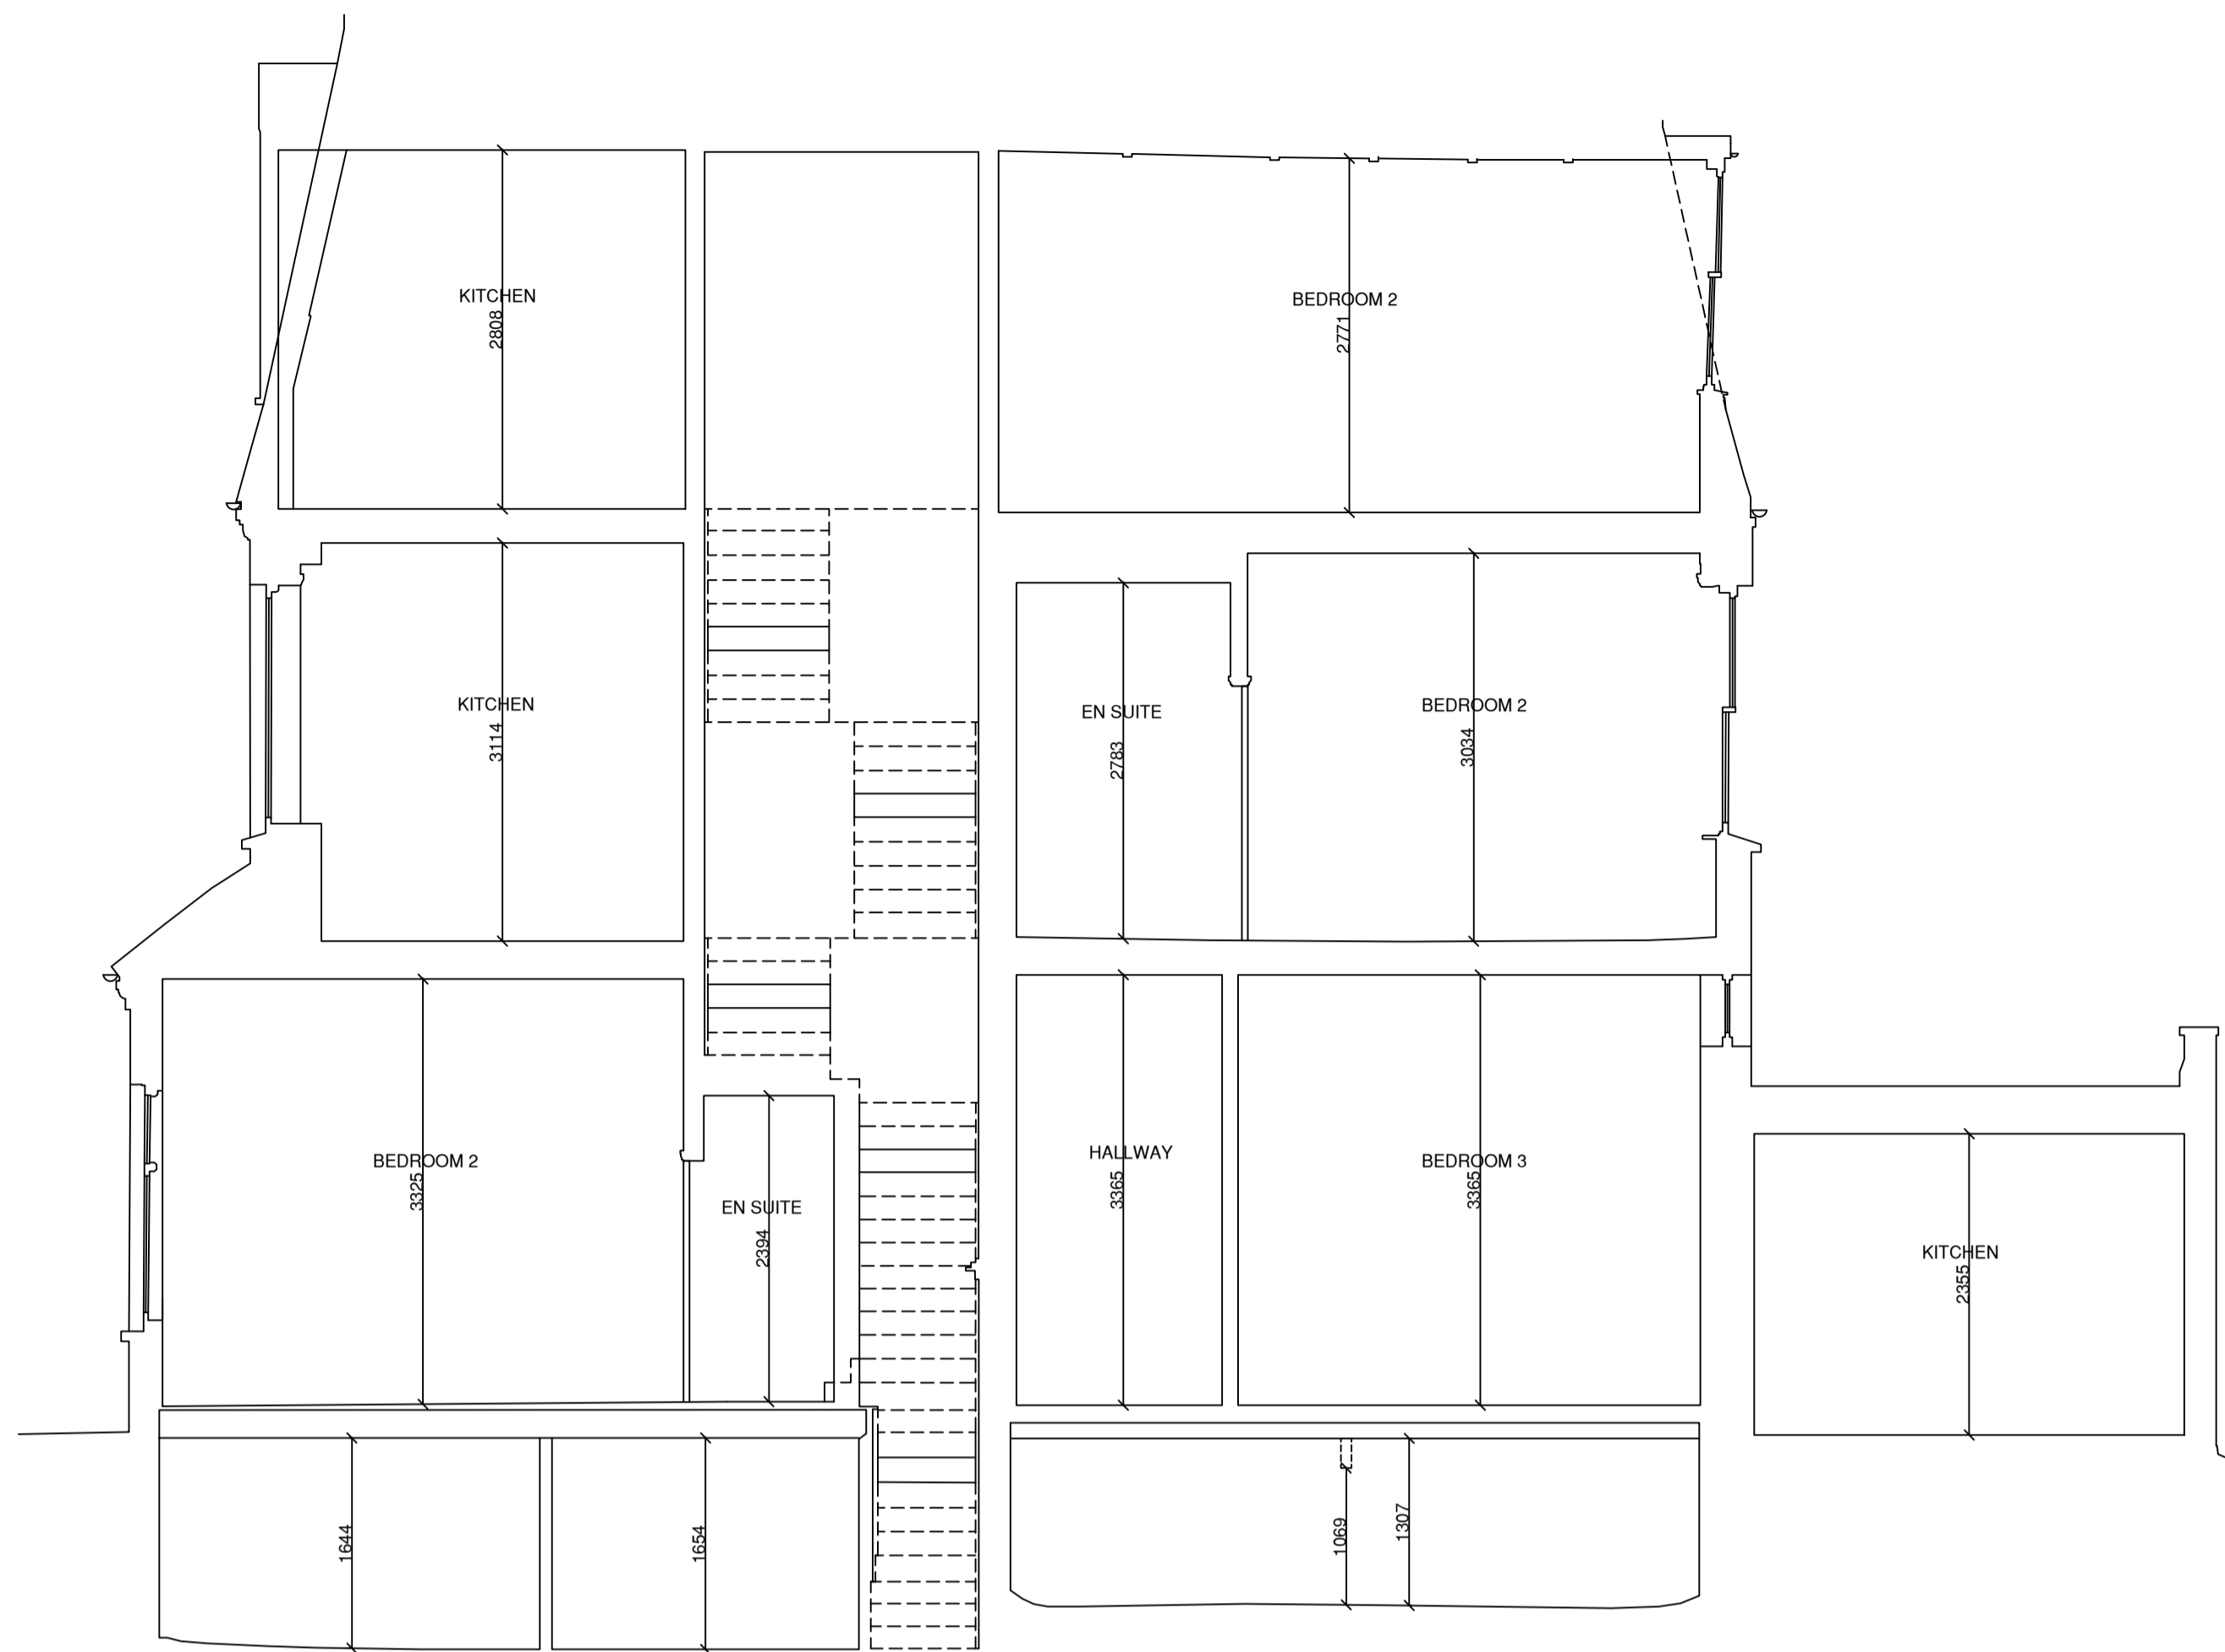 KITCHEN
2808
BEDROOM 2
2771
KITCHEN
3114
EN SUITE
2783
BEDROOM 2
3034
BEDROOM 2
3325
EN SUITE
2394
HALLWAY
3365
BEDROOM 3
3365
KITCHEN
2355
1644
1654
1069
1307